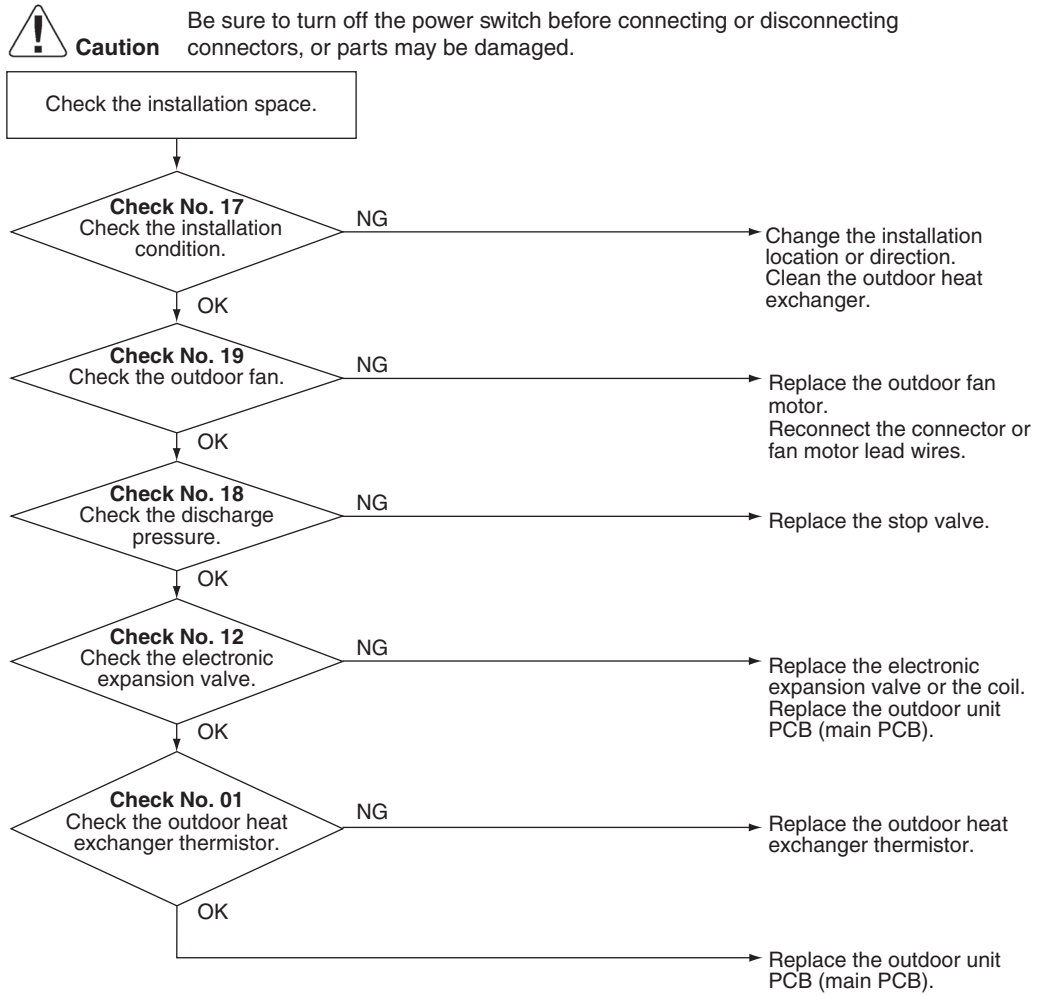 Be sure to turn off the power switch before connecting or disconnecting
Caution connectors, or parts may be damaged.
Check the installation space.
Check No. 17
Check the installation
condition.
NG
Change the installation
location or direction.
Clean the outdoor heat
exchanger.
OK
Check No. 19
Check the outdoor fan.
NG
Replace the outdoor fan
motor.
Reconnect the connector or
fan motor lead wires.
OK
Check No. 18
Check the discharge
pressure.
NG
Replace the stop valve.
OK
Check No. 12
Check the electronic
expansion valve.
NG
Replace the electronic
expansion valve or the coil.
Replace the outdoor unit
PCB (main PCB).
OK
Check No. 01
Check the outdoor heat
exchanger thermistor.
NG
Replace the outdoor heat
exchanger thermistor.
OK
Replace the outdoor unit
PCB (main PCB).